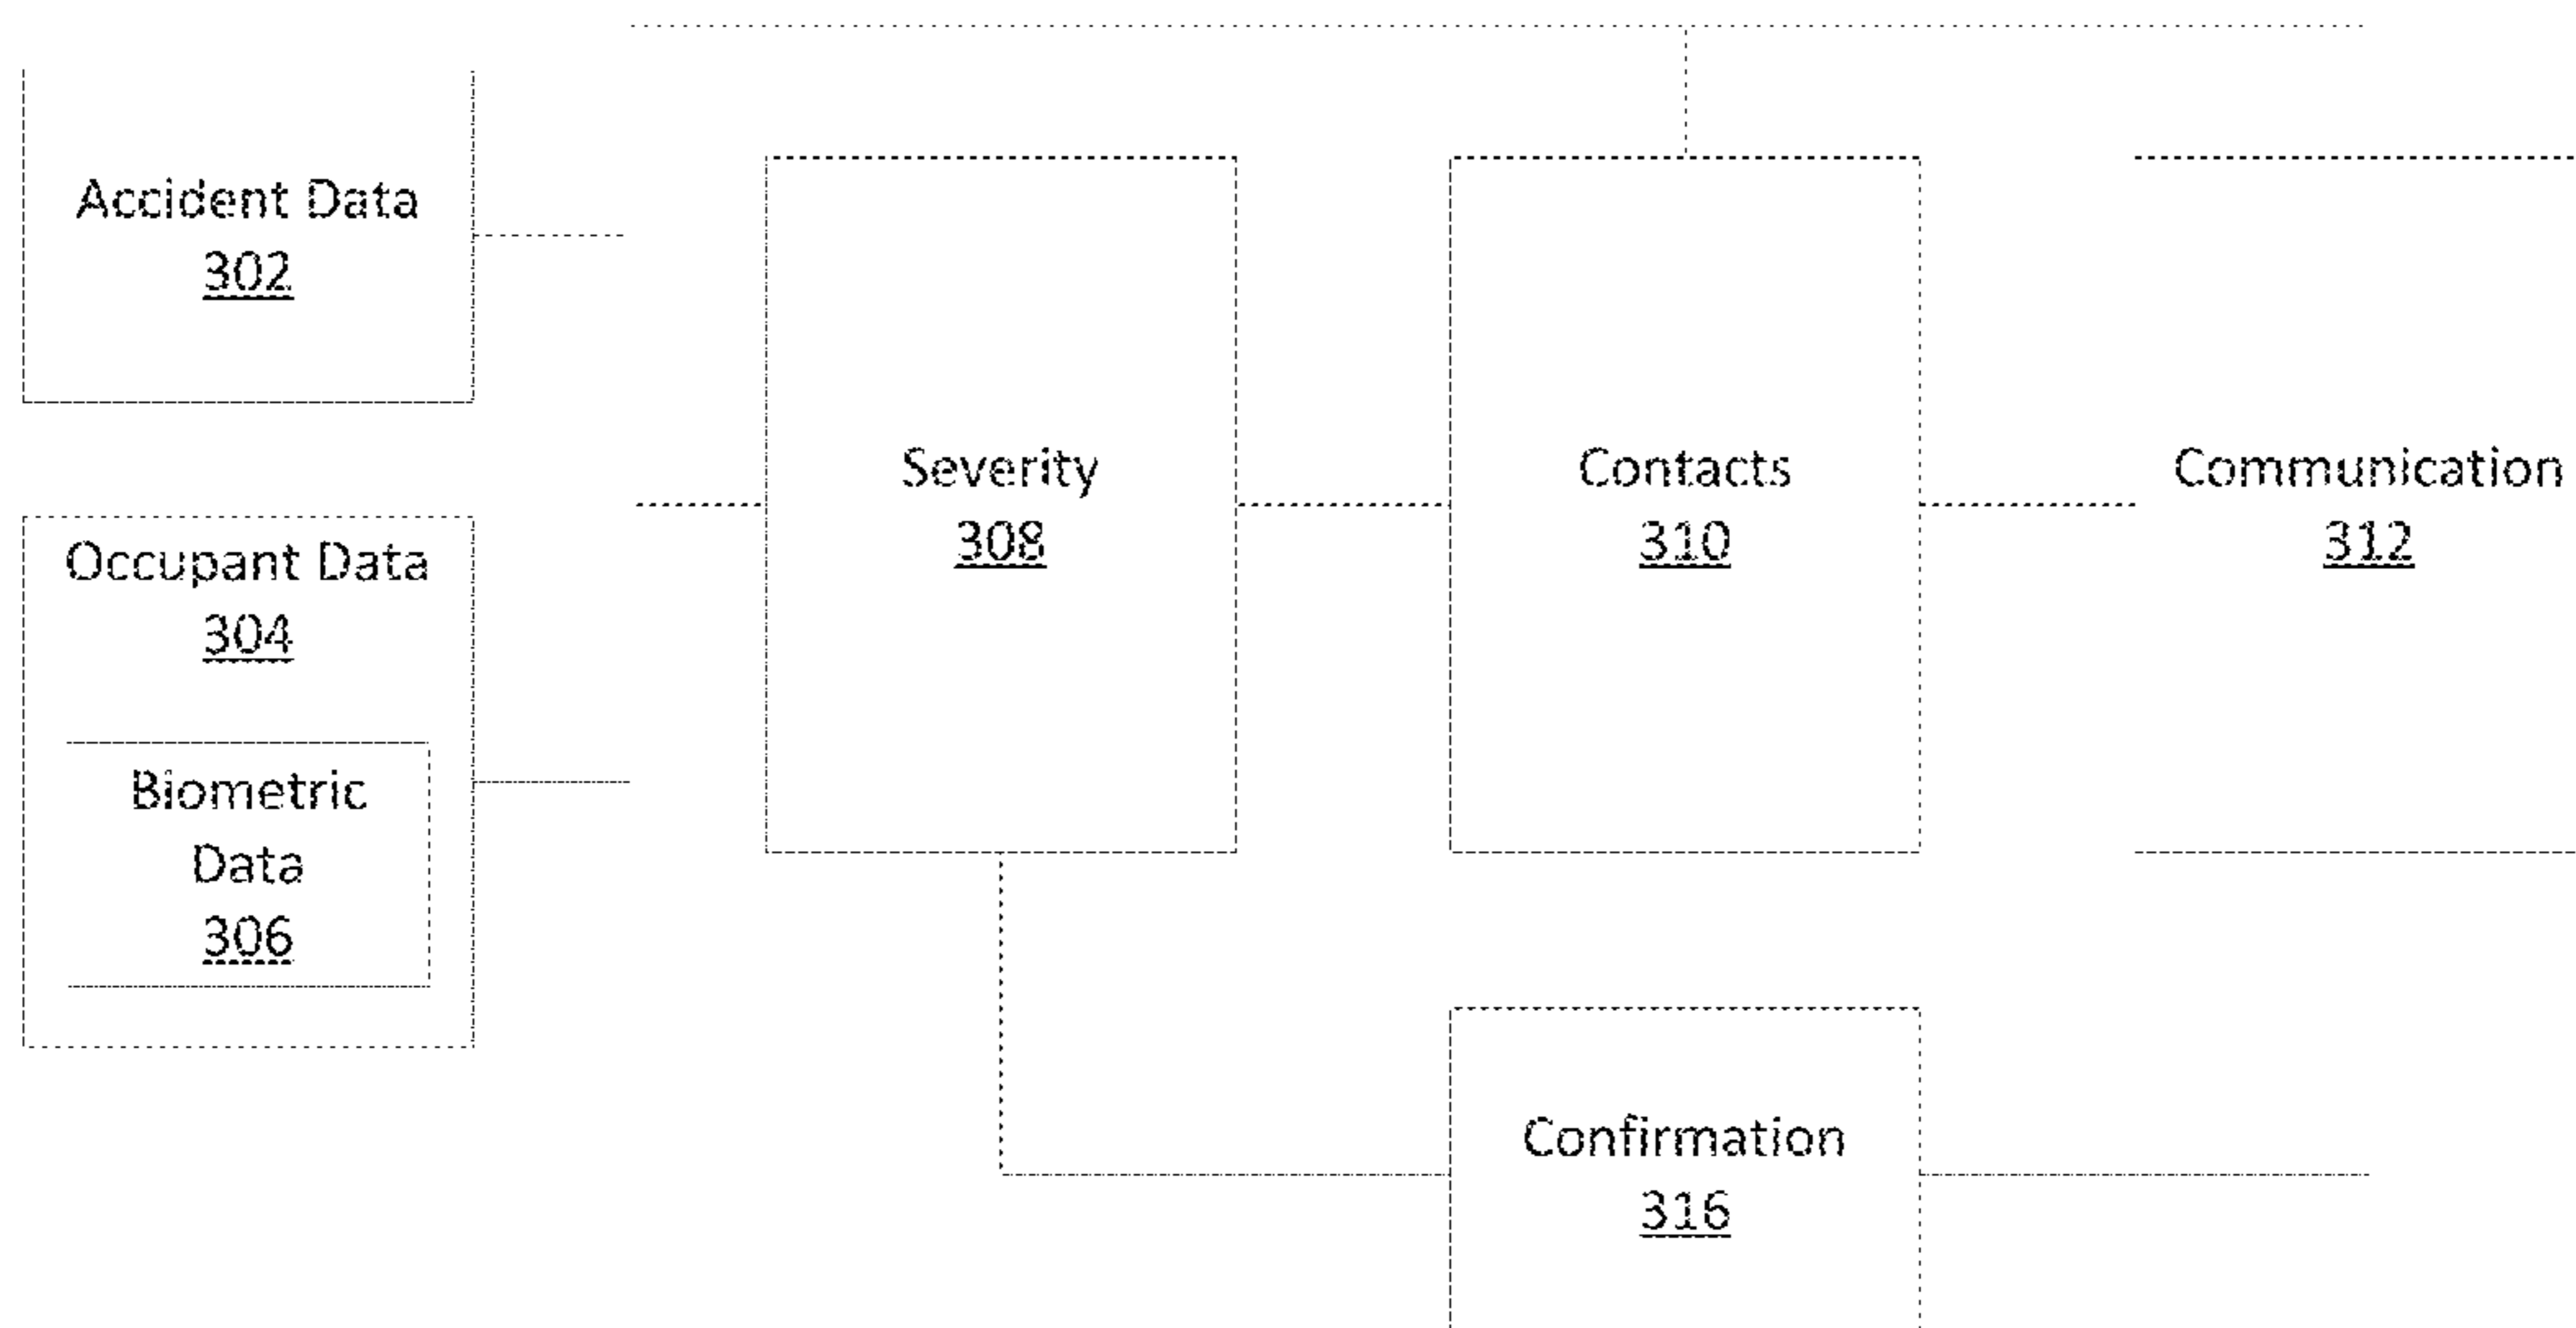 Accident Data
302
Occupant Data
304
Biometric
Data
306
Severity
308
Contacts
310
Communication
312
Confirmation
316